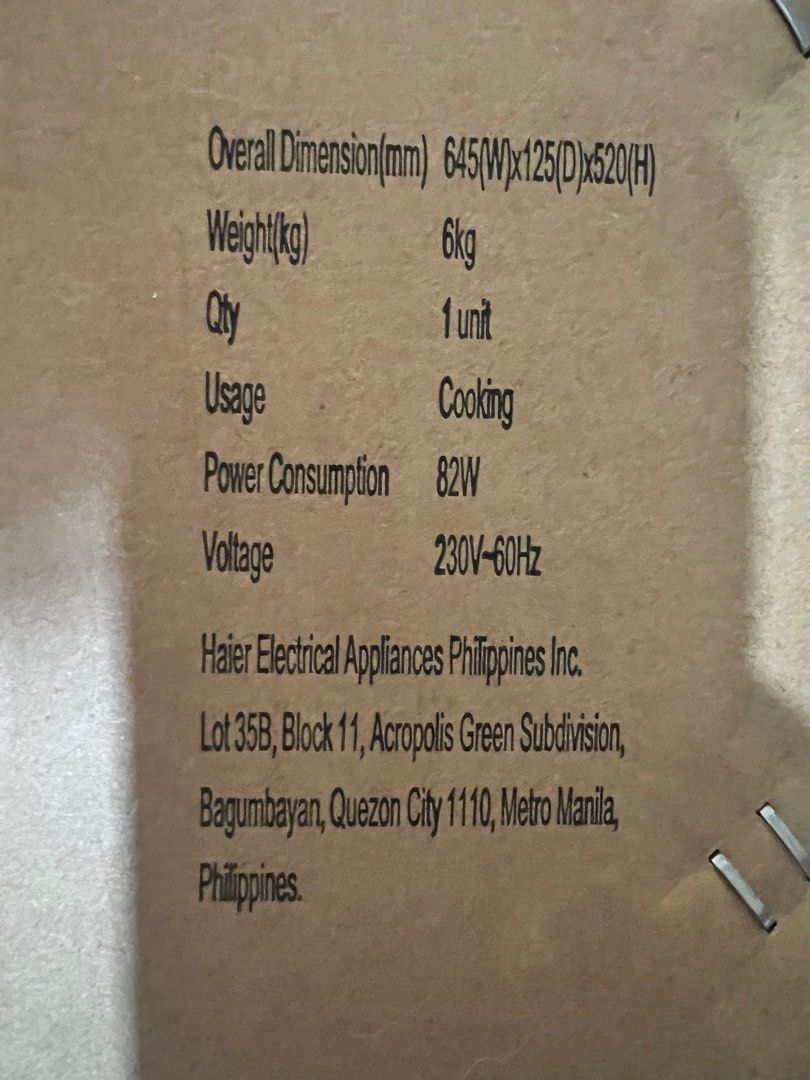 Overall Dimension(mm) 645(W)x125(D)x520(H)
Weight(kg) 6kg
Qty 1 unit
Usage Cooking
Power Consumption 82W
Voltage 230V~60Hz
Haier Electrical Appliances Philippines Inc.
Lot 35B, Block 11, Acropolis Green Subdivision,
Bagumbayan, Quezon City 1110, Metro Manila,
Philippines.